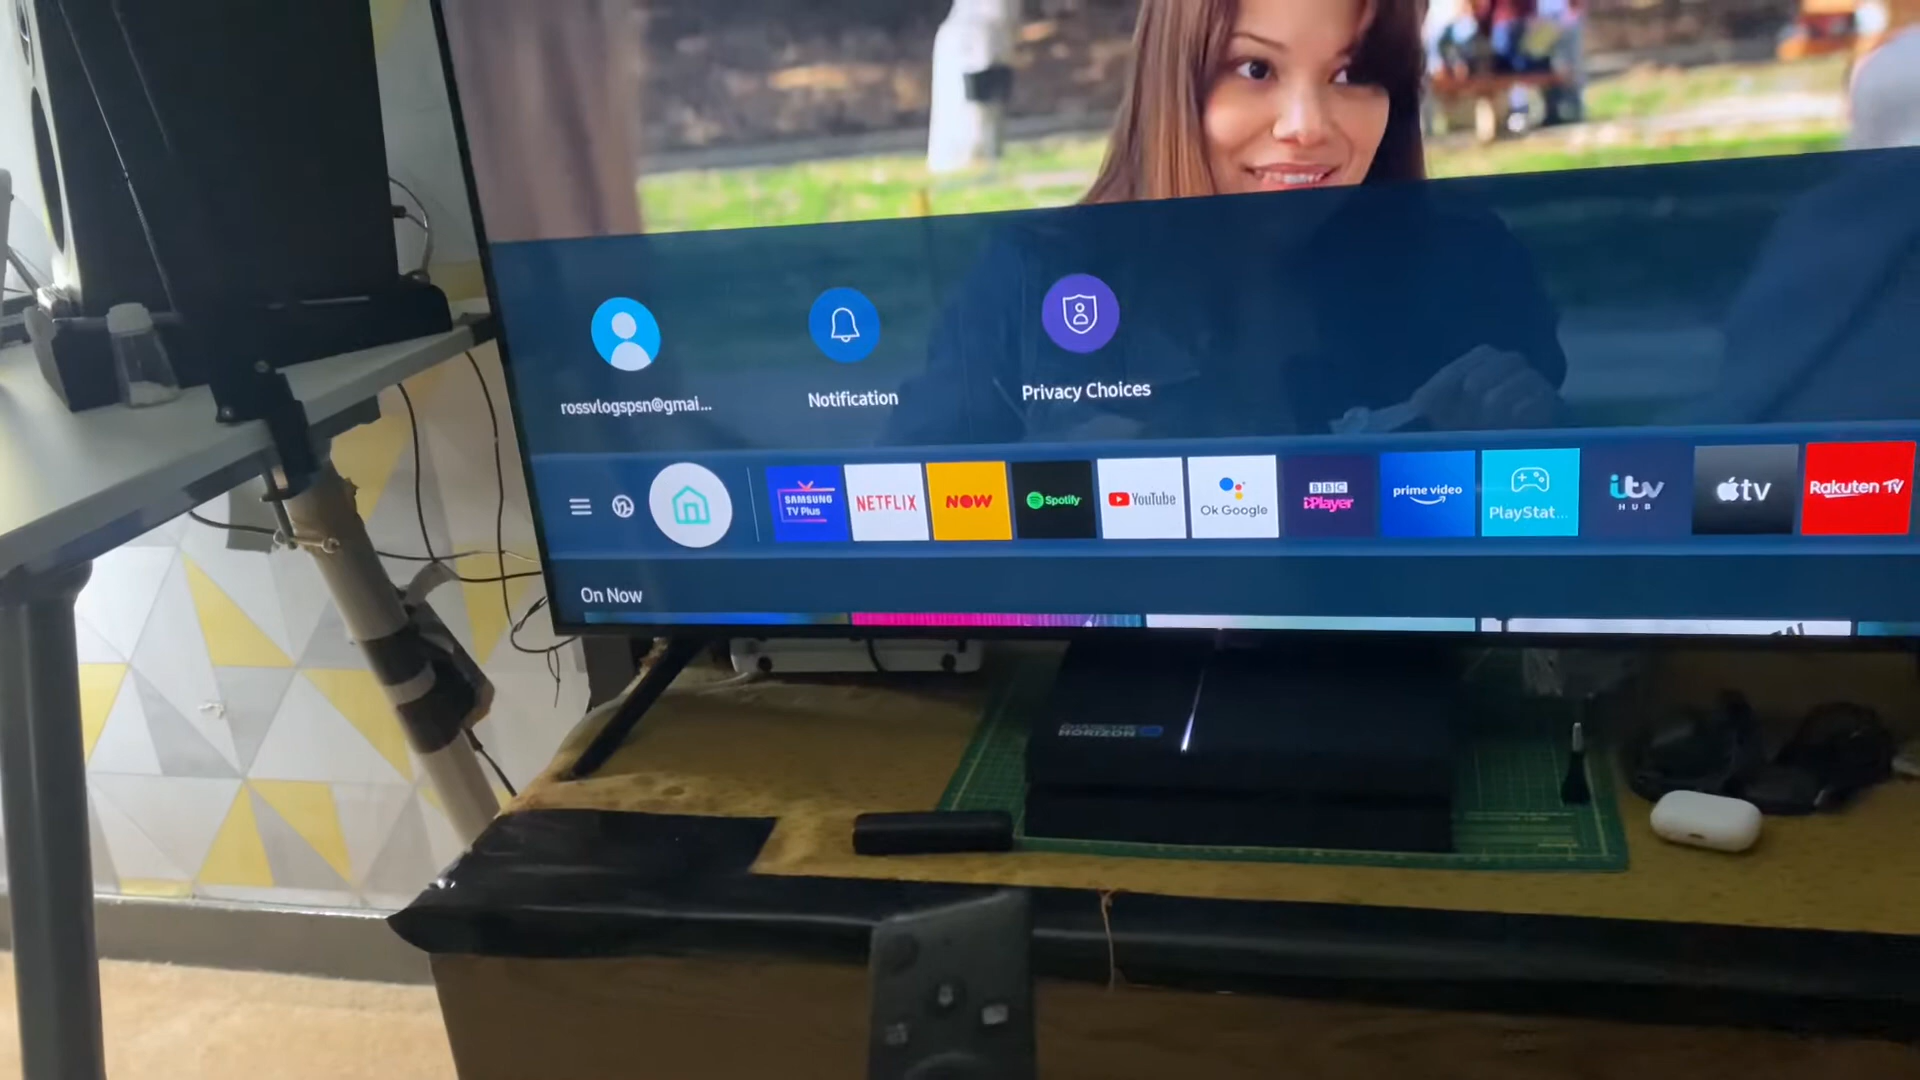 rossvlogspsn@gmai...
Notification
Privacy Choices
SAMSUNG
TV Plus
NETFLIX
NOW
Spotify
YouTube
Ok Google
BBC
iPlayer
prime video
PlayStat...
itv
HUB
tv
Rakuten TV
On Now
HORIZON